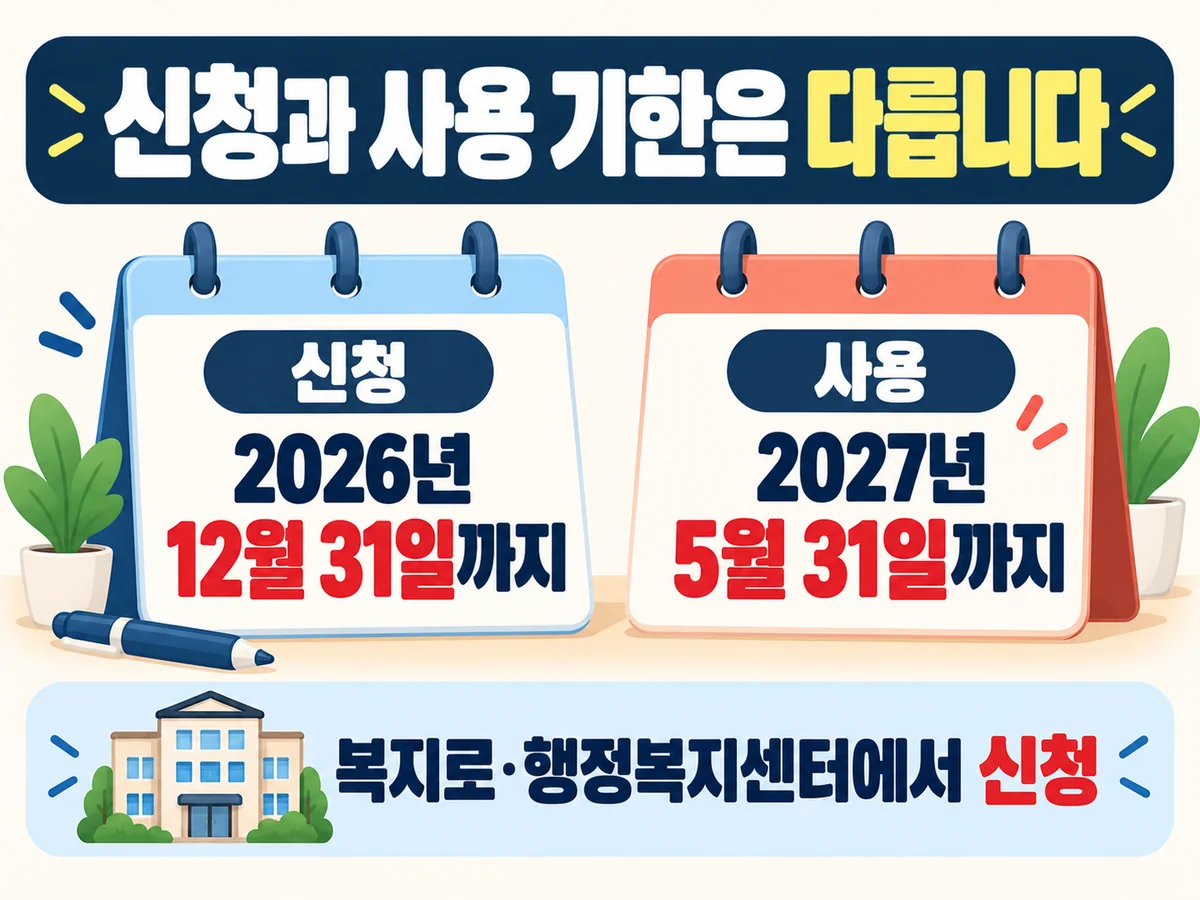 신청과 사용 기한은 다릅니다
신청
2026년
12월 31일까지
사용
2027년
5월 31일까지
복지로·행정복지센터에서 신청